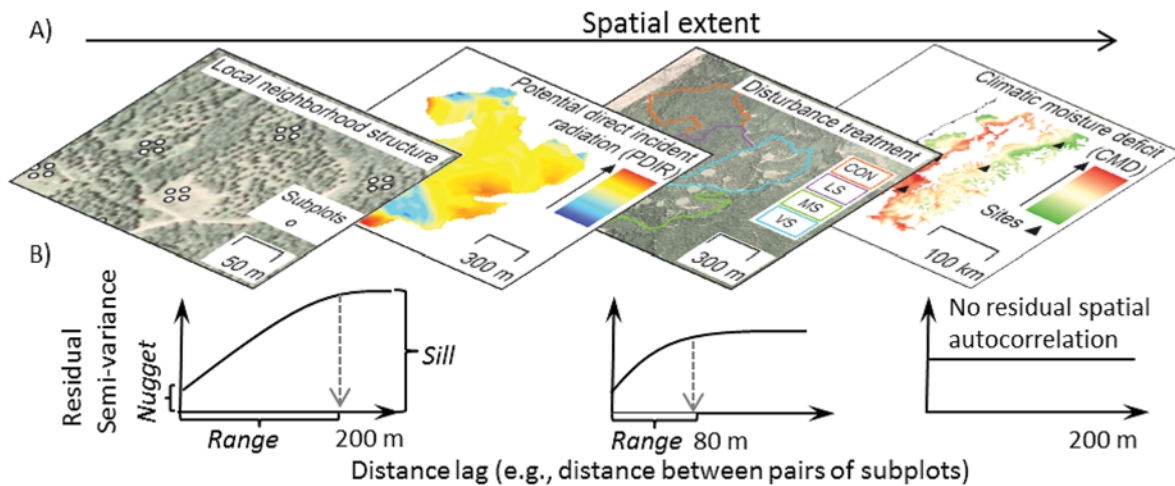 A)
Spatial extent
Local neighborhood structure
Subplots
50 m
Potential direct incident
radiation (PDIR)
300 m
Disturbance treatment
CON
LS
MS
VS
300 m
Climatic moisture deficit
(CMD)
Sites
100 km
B)
Residual
Semi-variance
Nugget
Sill
Range
200 m
Range
80 m
No residual spatial
autocorrelation
200 m
Distance lag (e.g., distance between pairs of subplots)